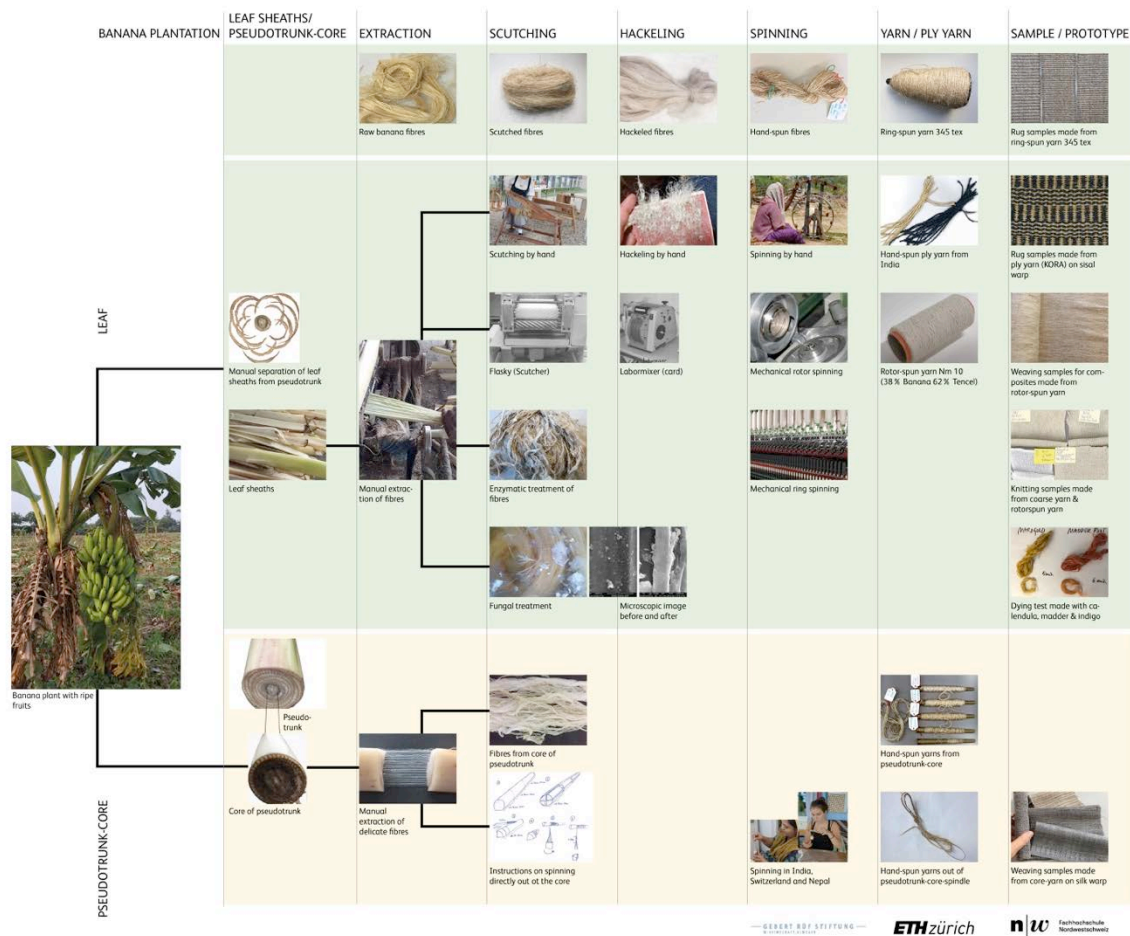 BANANA PLANTATION
LEAF SHEATHS/
PSEUDOTRUNK-CORE
EXTRACTION
SCUTCHING
HACKELING
SPINNING
YARN / PLY YARN
SAMPLE / PROTOTYPE
Raw banana fibres
Scutched fibres
Hackeled fibres
Hand-spun fibres
Ring-spun yarn 345 tex
Rug samples made from
ring-spun yarn 345 tex
LEAF
Scutching by hand
Hackeling by hand
Spinning by hand
Hand-spun ply yarn from
India
Rug samples made from
ply yarn (KORA) on sisal
warp
Manual separation of leaf
sheaths from pseudotrunk
Flasky (Scutcher)
Labormixer (card)
Mechanical rotor spinning
Rotor-spun yarn Nm 10
(38 % Banana 62 % Tencel)
Weaving samples for com-
posites made from
rotor-spun yarn
Leaf sheaths
Manual extrac-
tion of fibres
Enzymatic treatment of
fibres
Mechanical ring spinning
Knitting samples made
from coarse yarn &
rotorspun yarn
Fungal treatment
Microscopic image
before and after
Dying test made with ca-
lendula, madder & indigo
Banana plant with ripe
fruits
PSEUDOTRUNK-CORE
Pseudo-
trunk
Core of pseudotrunk
Manual
extraction of
delicate fibres
Fibres from core of
pseudotrunk
Hand-spun yarns from
pseudotrunk-core
Instructions on spinning
directly out ot the core
Spinning in India,
Switzerland and Nepal
Hand-spun yarns out of
pseudotrunk-core-spindle
Weaving samples made
from core-yarn on silk warp
GEBERT RÜF STIFTUNG
WISSENSCHAFT.BEWEGEN
ETH zürich
n|w
Fachhochschule
Nordwestschweiz